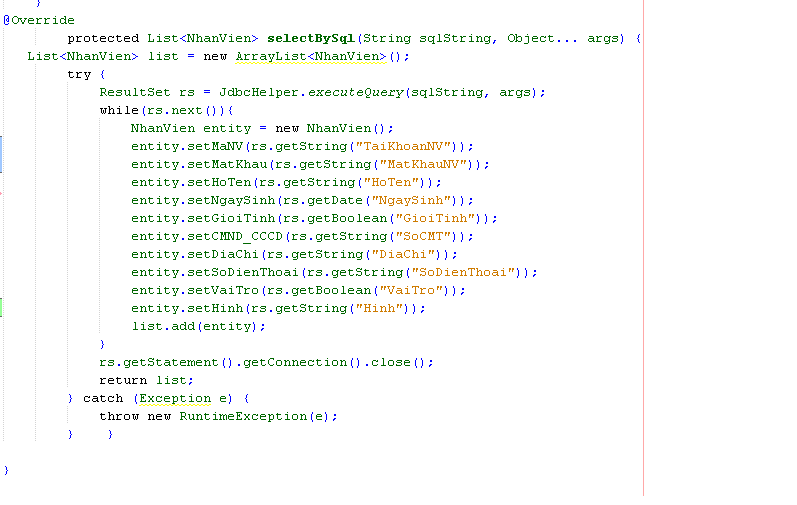 }
@Override
protected List<NhanVien> selectBySql(String sqlString, Object... args) {
List<NhanVien> list = new ArrayList<NhanVien>();
try {
ResultSet rs = JdbcHelper.executeQuery(sqlString, args);
while(rs.next()){
NhanVien entity = new NhanVien();
entity.setMaNV(rs.getString("TaiKhoanNV"));
entity.setMatKhau(rs.getString("MatKhauNV"));
entity.setHoTen(rs.getString("HoTen"));
entity.setNgaySinh(rs.getDate("NgaySinh"));
entity.setGioiTinh(rs.getBoolean("GioiTinh"));
entity.setCMND_CCCD(rs.getString("SoCMT"));
entity.setDiaChi(rs.getString("DiaChi"));
entity.setSoDienThoai(rs.getString("SoDienThoai"));
entity.setVaiTro(rs.getBoolean("VaiTro"));
entity.setHinh(rs.getString("Hinh"));
list.add(entity);
}
rs.getStatement().getConnection().close();
return list;
} catch (Exception e) {
throw new RuntimeException(e);
} }
}